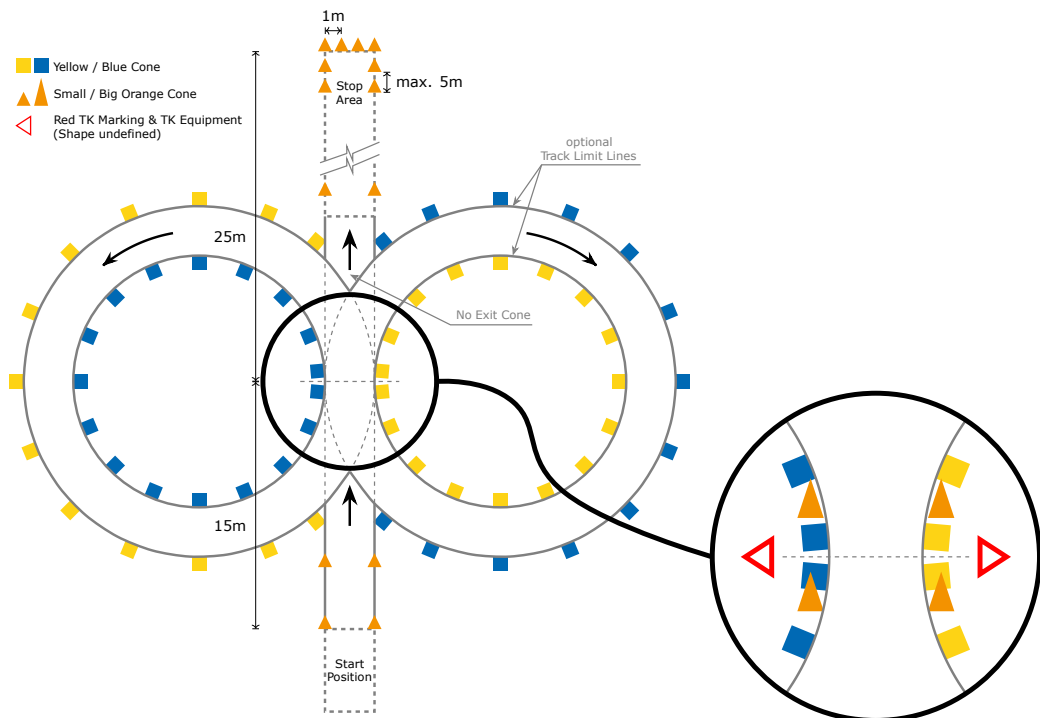 1m
Yellow / Blue Cone
Small / Big Orange Cone
Red TK Marking & TK Equipment
(Shape undefined)
Stop
Area
max. 5m
optional
Track Limit Lines
25m
No Exit Cone
15m
Start
Position